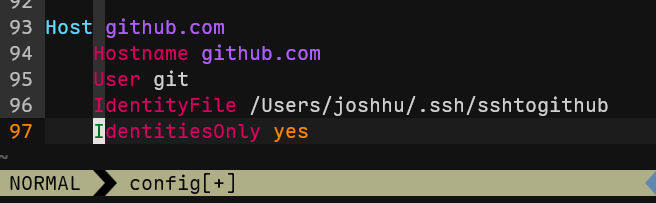 92
93 Host github.com
94 Hostname github.com
95 User git
96 IdentityFile /Users/joshhu/.ssh/sshtogithub
97 IdentitiesOnly yes
~
NORMAL config[+]